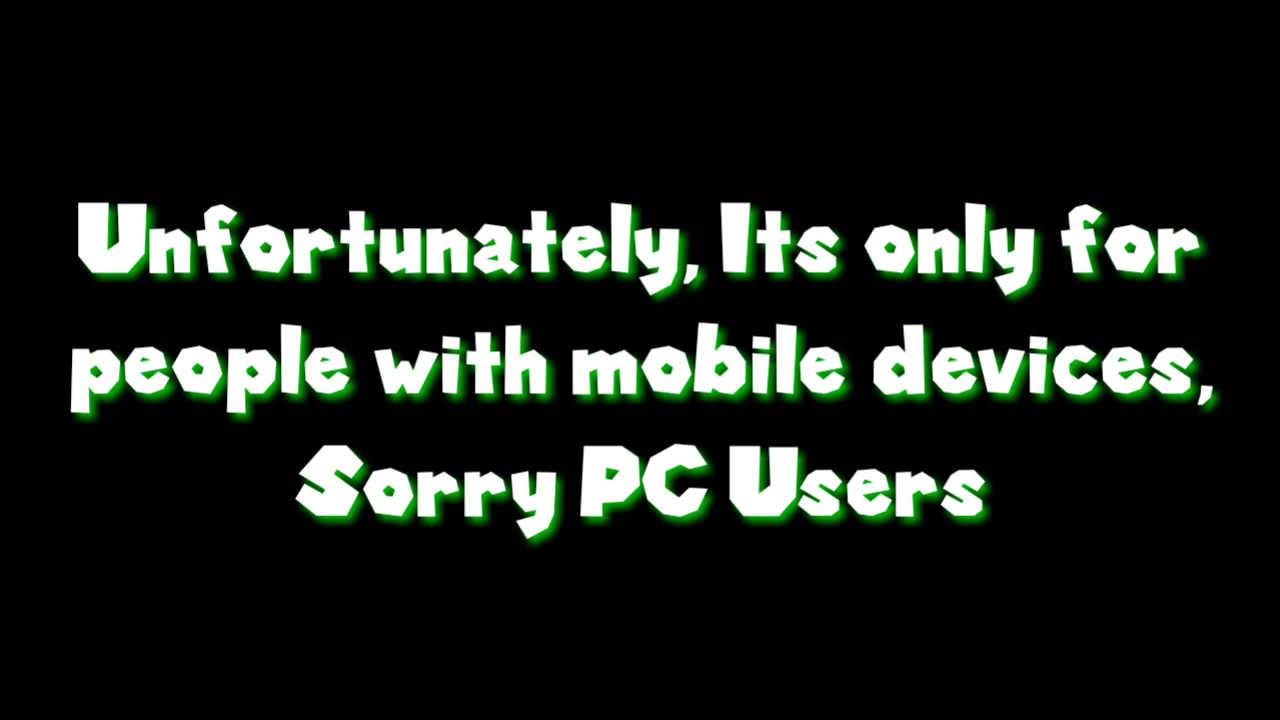 Unfortunately, Its only for
people with mobile devices,
Sorry PC Users